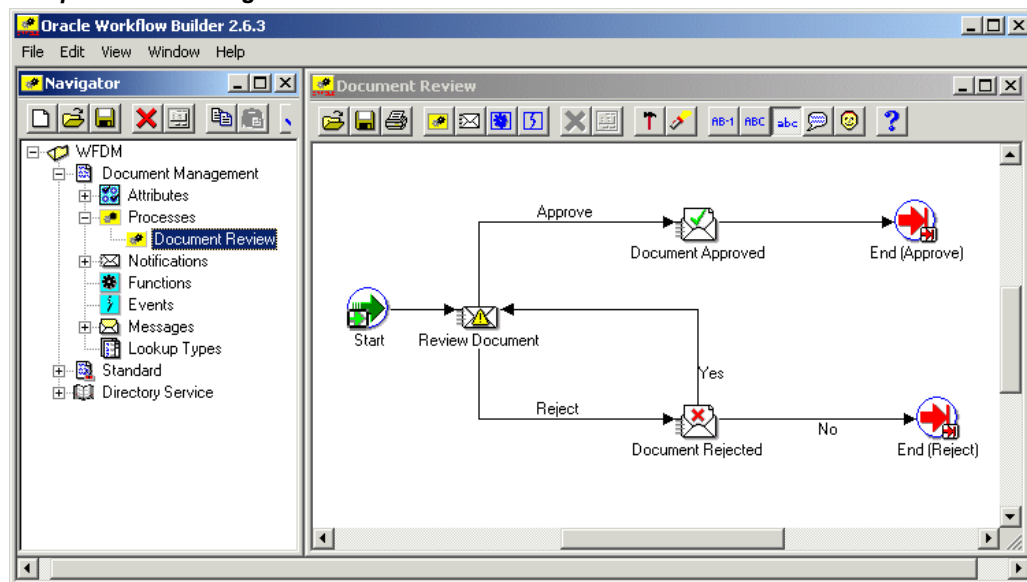 Oracle Workflow Builder 2.6.3
File Edit View Window Help
Navigator
WFDM
Document Management
Attributes
Processes
Document Review
Notifications
Functions
Events
Messages
Lookup Types
Standard
Directory Service
Document Review
AB-1 ABC abc
Approve
Document Approved
End (Approve)
Start
Review Document
Yes
Reject
Document Rejected
No
End (Reject)